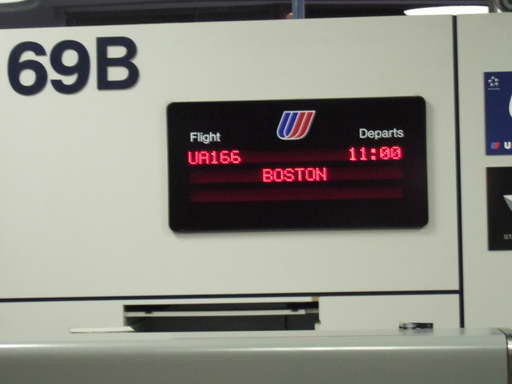 69B
Flight Departs
UA166 11:00
BOSTON